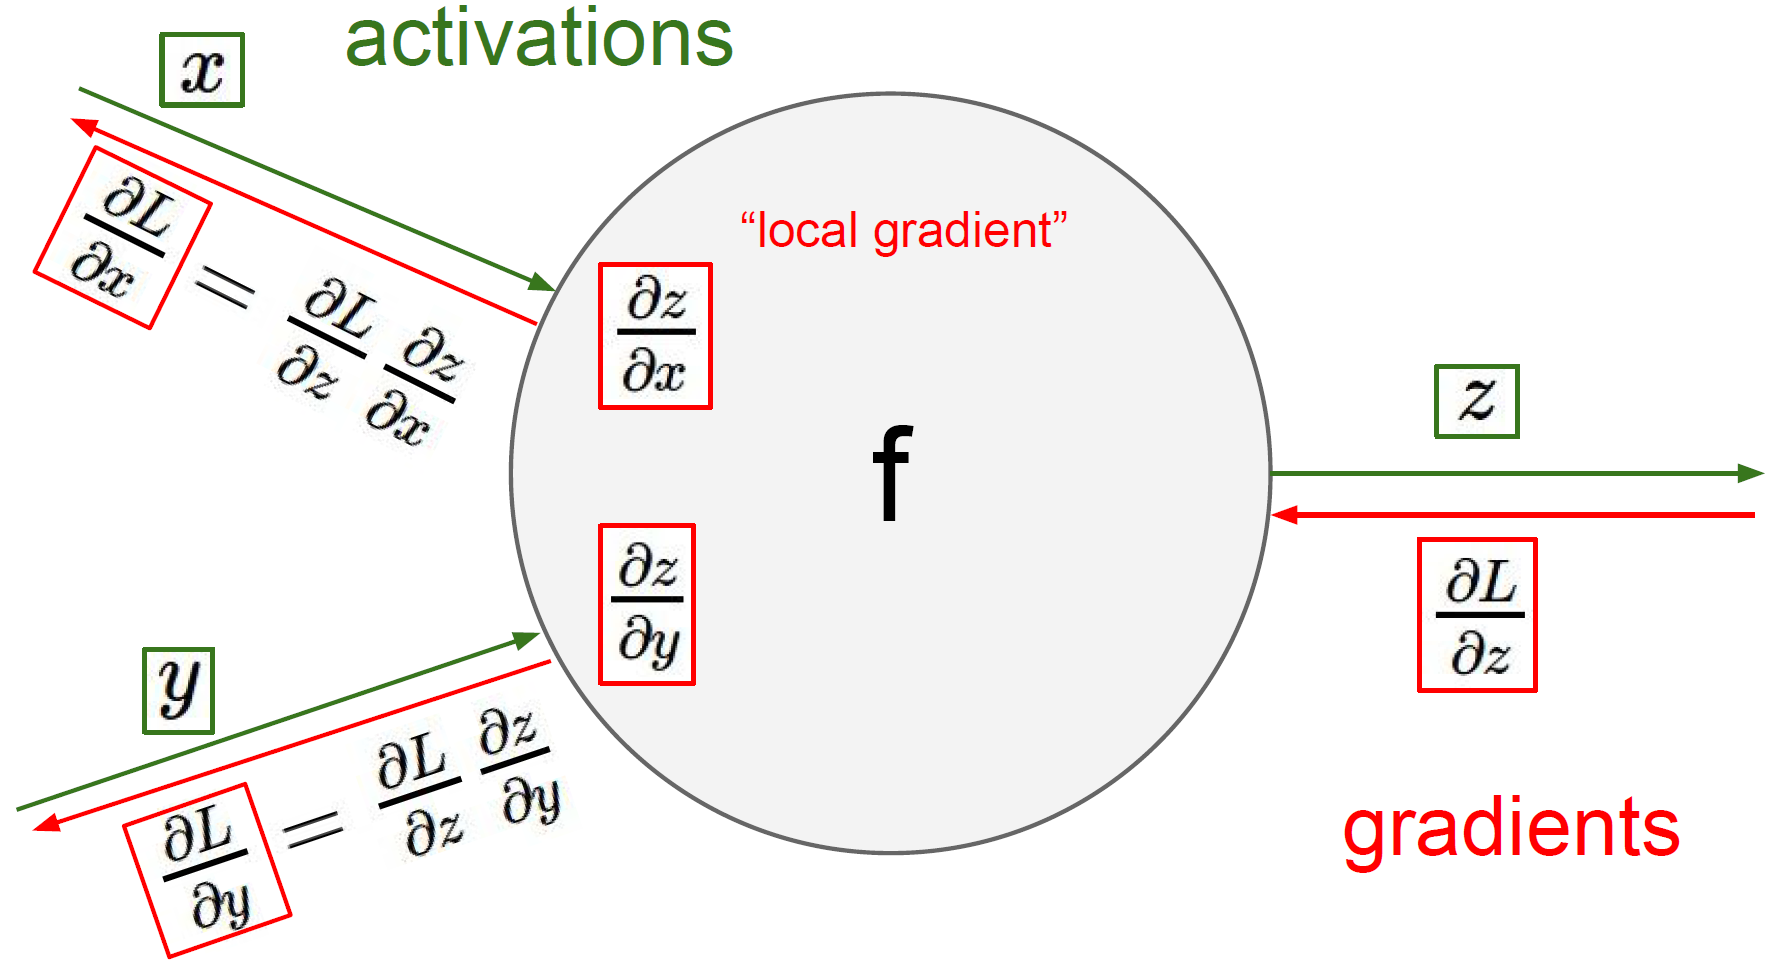 activations
x
∂L/∂x = ∂L/∂z ∂z/∂x
“local gradient”
∂z/∂x
f
z
∂z/∂y
∂L/∂z
y
∂L/∂y = ∂L/∂z ∂z/∂y
gradients